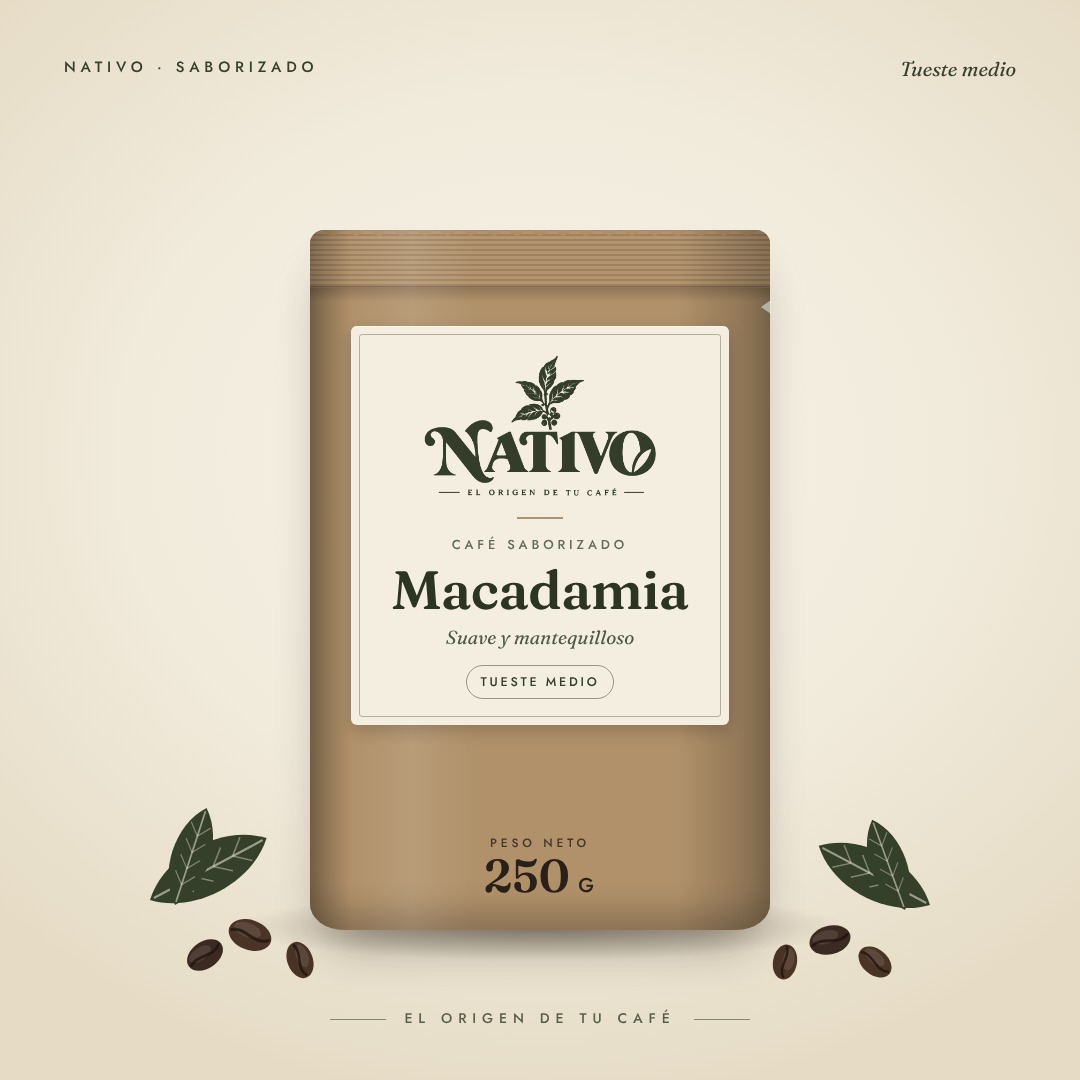 NATIVO · SABORIZADO
Tueste medio
NATIVO
EL ORIGEN DE TU CAFÉ
CAFÉ SABORIZADO
Macadamia
Suave y mantequilloso
TUESTE MEDIO
PESO NETO
250 G
EL ORIGEN DE TU CAFÉ